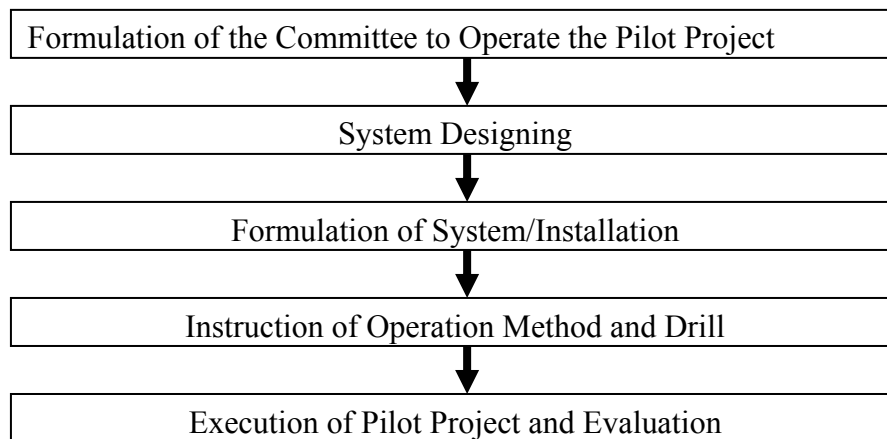 Formulation of the Committee to Operate the Pilot Project
System Designing
Formulation of System/Installation
Instruction of Operation Method and Drill
Execution of Pilot Project and Evaluation